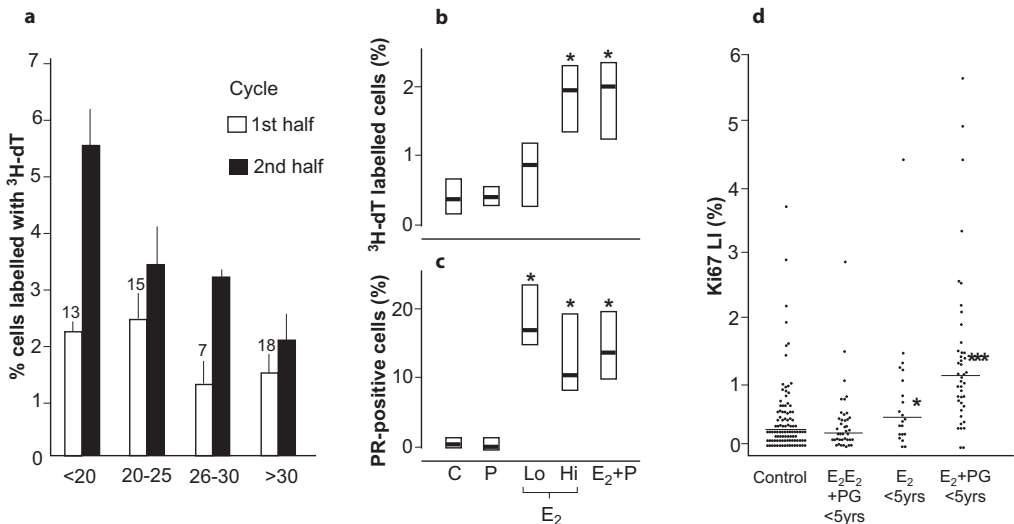 a
% cells labelled with ³H-dT
7
6
5
4
3
2
1
0
Cycle
1st half
2nd half
13
15
7
18
<20
20-25
26-30
>30
b
³H-dT labelled cells (%)
2
1
0
*
*
c
PR-positive cells (%)
20
10
0
*
*
*
C P Lo Hi E₂+P
E₂
d
Ki67 LI (%)
6
5
4
3
2
1
0
*
***
Control E₂E₂ E₂ E₂+PG
+PG <5yrs <5yrs
<5yrs